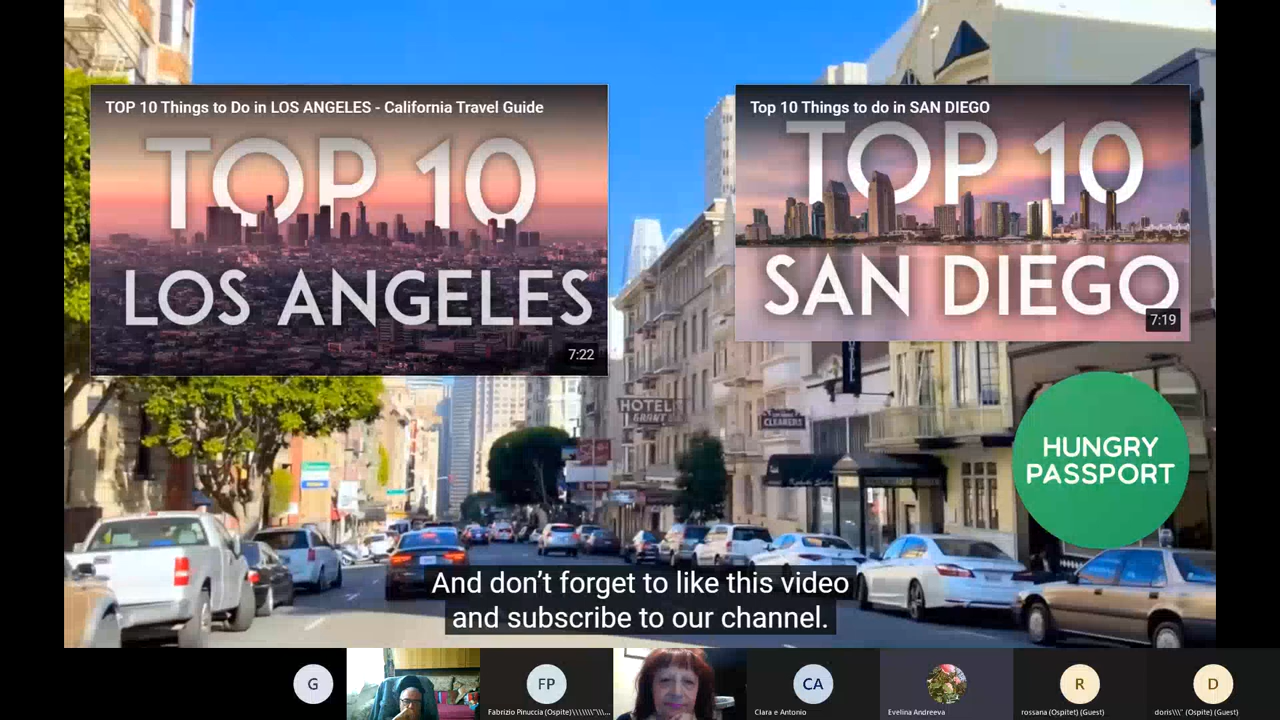 TOP 10 Things to Do in LOS ANGELES - California Travel Guide
TOP 10
LOS ANGELES
7:22
Top 10 Things to do in SAN DIEGO
TOP 10
SAN DIEGO
7:19
HOTEL
GRANT
CLEANERS
HUNGRY
PASSPORT
And don’t forget to like this video
and subscribe to our channel.
G
FP
Fabrizio Pinuccia (Ospite)\\\\\\\"\\...
CA
Clara e Antonio
Evelina Andreeva
R
rossana (Ospitet) (Guest)
D
doris\\\" (Ospite) (Guest)